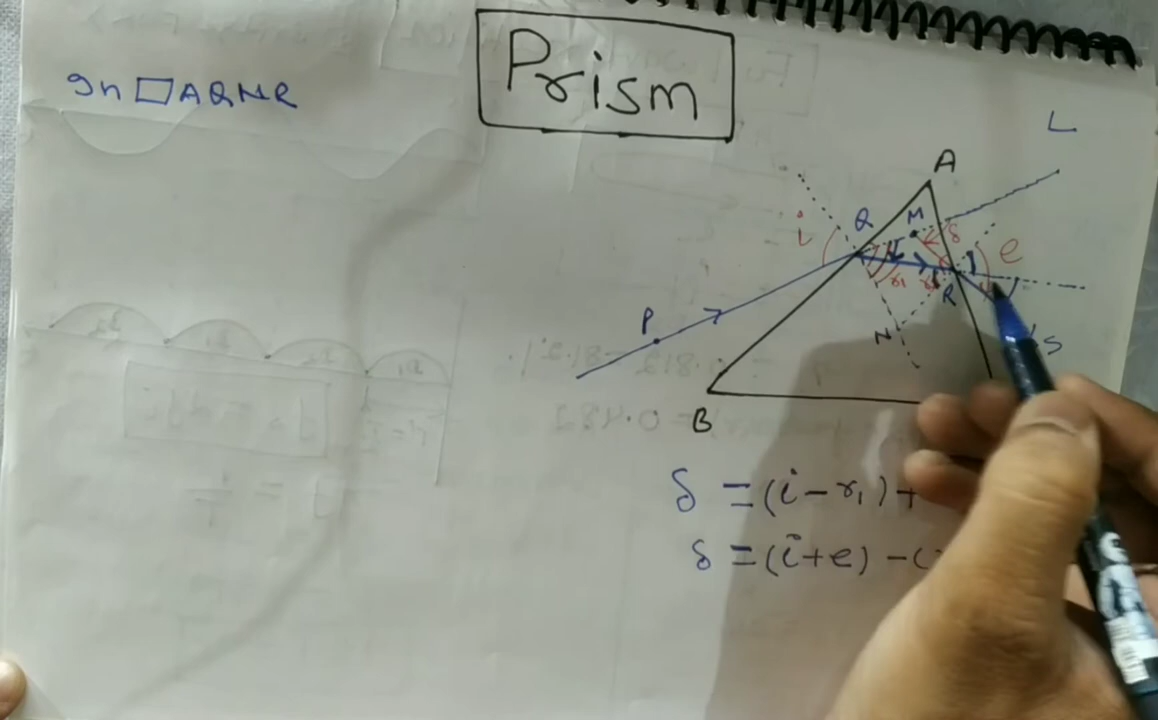 Prism
In □AQNR
L
A
Q
M
δ
i
e
r₁
R
P
N
S
B
δ = (i - r₁) +
δ = (i + e) - (